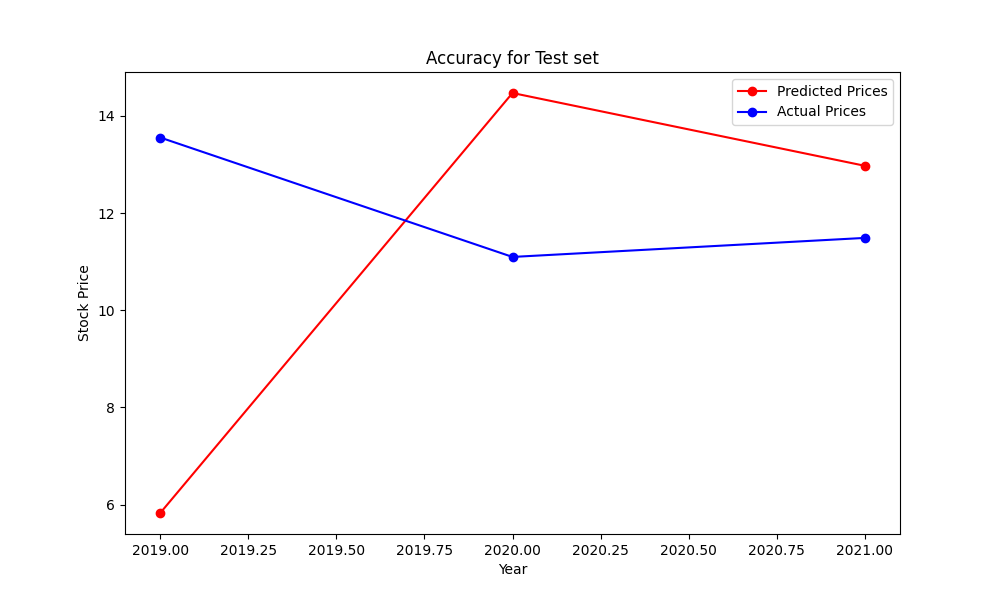 Accuracy for Test set
Predicted Prices
Actual Prices
14
12
10
8
6
Stock Price
2019.00 2019.25 2019.50 2019.75 2020.00 2020.25 2020.50 2020.75 2021.00
Year